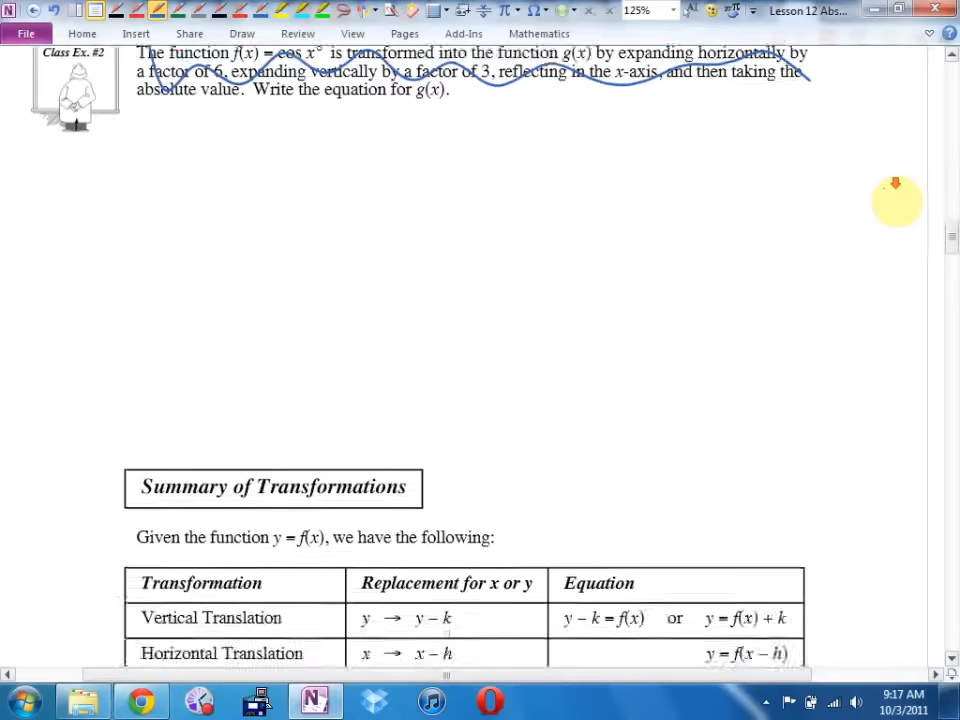 125%
Lesson 12 Abs...
File Home Insert Share Draw Review View Pages Add-Ins Mathematics
Class Ex. #2
The function f(x) = cos x° is transformed into the function g(x) by expanding horizontally by
a factor of 6, expanding vertically by a factor of 3, reflecting in the x-axis, and then taking the
absolute value. Write the equation for g(x).
Summary of Transformations
Given the function y = f(x), we have the following:
Transformation Replacement for x or y Equation
Vertical Translation y → y – k y – k = f(x) or y = f(x) + k
Horizontal Translation x → x – h y = f(x – h)
9:17 AM
10/3/2011